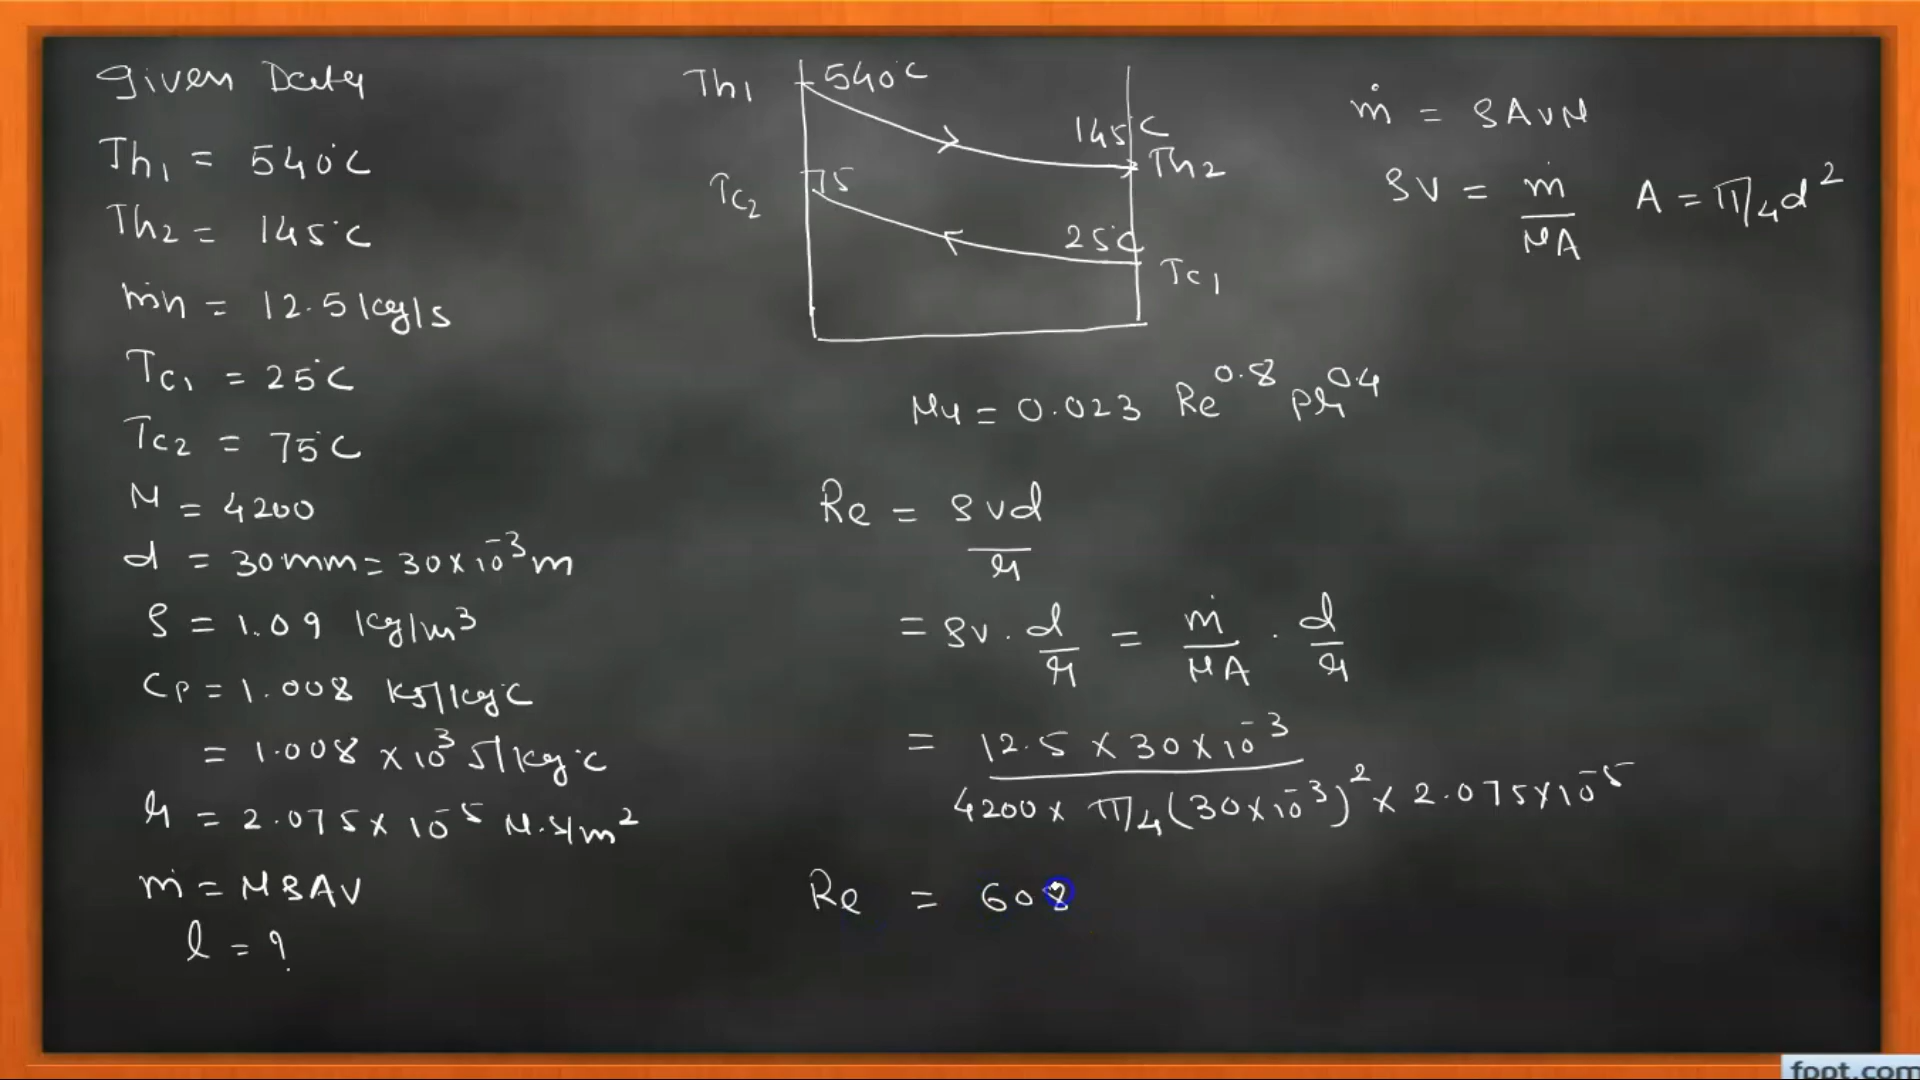 Given Data
Th1 = 540°C
Th2 = 145°C
ṁh = 12.5 kg/s
Tc1 = 25°C
Tc2 = 75°C
N = 4200
d = 30mm = 30×10⁻³m
ρ = 1.09 kg/m³
Cp = 1.008 KJ/kg°C
= 1.008 × 10³ J/kg°C
μ = 2.075 × 10⁻⁵ N.S/m²
ṁ = NρAV
l = ?
Th1 540°C
145°C
Th2
Tc2 75
25°C
Tc1
ṁ = ρAVN
ρV = ṁ/NA A = π/4 d²
Nu = 0.023 Re^0.8 Pr^0.4
Re = ρvd/μ
= ρv . d/μ = ṁ/NA . d/μ
= 12.5 × 30×10⁻³ / 4200 × π/4 (30×10⁻³)² × 2.075×10⁻⁵
Re = 608
foot.com